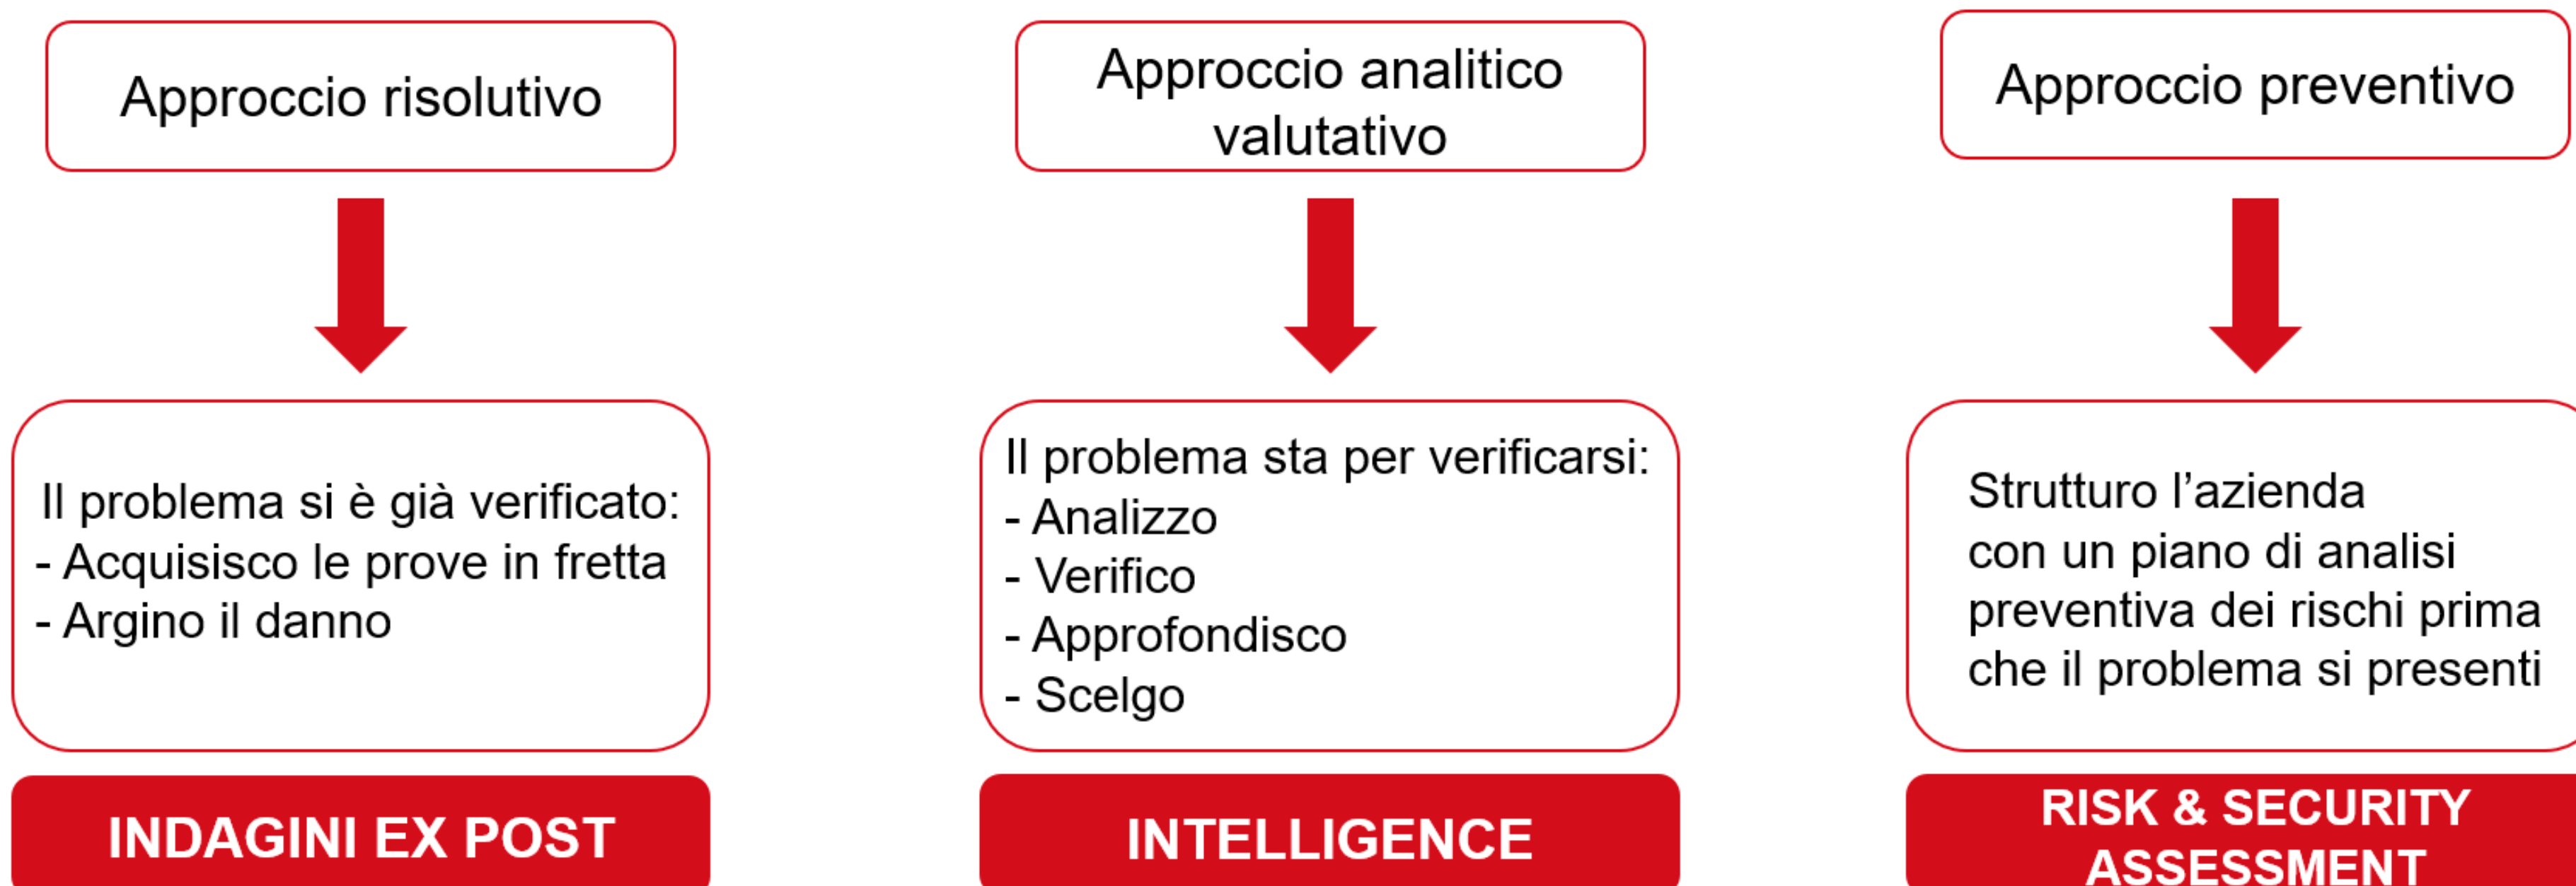 Approccio risolutivo
Il problema si è già verificato:
- Acquisisco le prove in fretta
- Argino il danno
INDAGINI EX POST
Approccio analitico
valutativo
Il problema sta per verificarsi:
- Analizzo
- Verifico
- Approfondisco
- Scelgo
INTELLIGENCE
Approccio preventivo
Strutturo l’azienda
con un piano di analisi
preventiva dei rischi prima
che il problema si presenti
RISK & SECURITY
ASSESSMENT